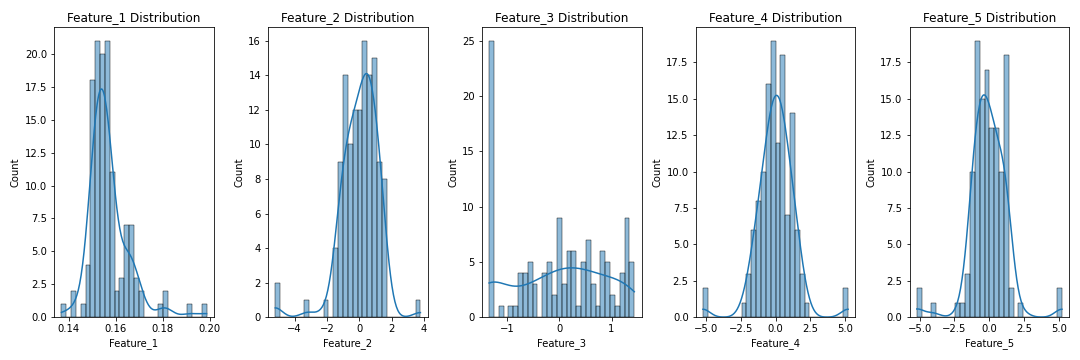 Feature_1 Distribution
Count
20.0
17.5
15.0
12.5
10.0
7.5
5.0
2.5
0.0
0.14 0.16 0.18 0.20
Feature_1
Feature_2 Distribution
Count
16
14
12
10
8
6
4
2
0
−4 −2 0 2 4
Feature_2
Feature_3 Distribution
Count
25
20
15
10
5
0
−1 0 1
Feature_3
Feature_4 Distribution
Count
17.5
15.0
12.5
10.0
7.5
5.0
2.5
0.0
−5.0 −2.5 0.0 2.5 5.0
Feature_4
Feature_5 Distribution
Count
17.5
15.0
12.5
10.0
7.5
5.0
2.5
0.0
−5.0 −2.5 0.0 2.5 5.0
Feature_5